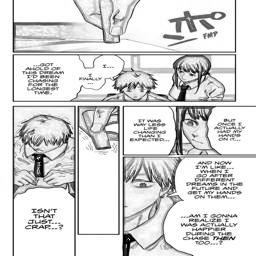 FMP
I...
I
FINALLY
...GOT
AHOLD OF
THIS DREAM
I'D BEEN
CHASING
FOR THE
LONGEST
TIME.
BUT ONCE
I ACTUALLY
HAD MY
HANDS
ON IT...
IT WAS
WAY LESS
LIFE
CHANGING
THAN I
EXPECTED...
AND NOW
I'M LIKE...
WHEN I
GO AFTER
DIFFERENT
DREAMS IN THE
FUTURE AND GET
MY HANDS ON
THEM...
...AM I GONNA
REALIZE I
WAS ACTUALLY
HAPPIER
DURING THE
CHASE THEN
TOO...?
ISN'T
THAT
JUST...
CRAP...?